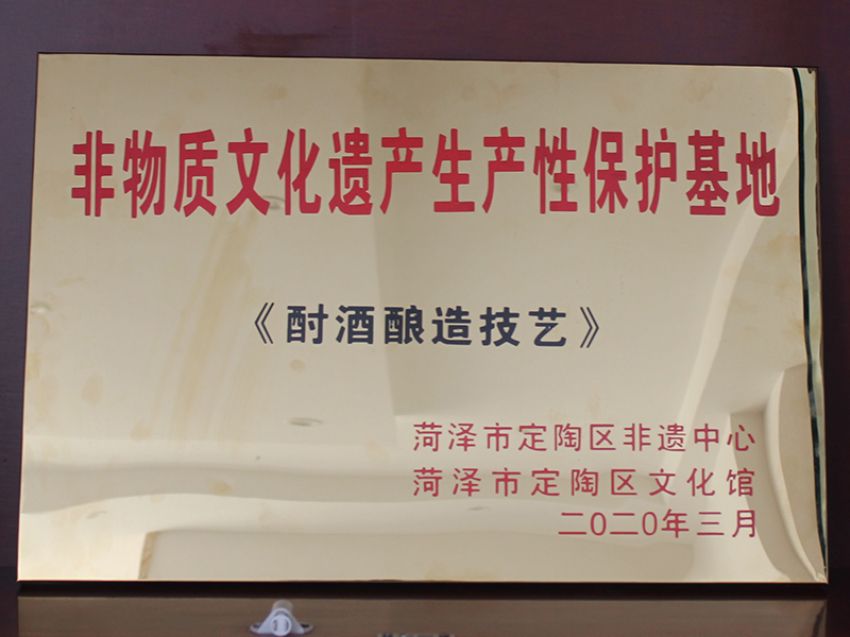 非物质文化遗产生产性保护基地
《酎酒酿造技艺》
菏泽市定陶区非遗中心
菏泽市定陶区文化馆
二〇二〇年三月